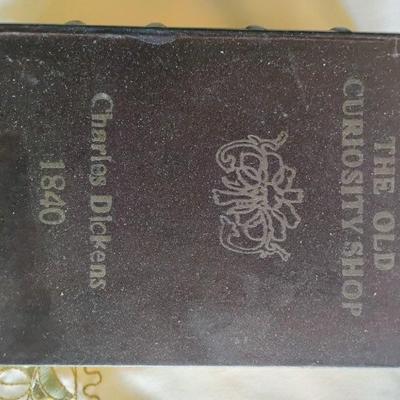 THE OLD
CURIOSITY SHOP
Charles Dickens
1840